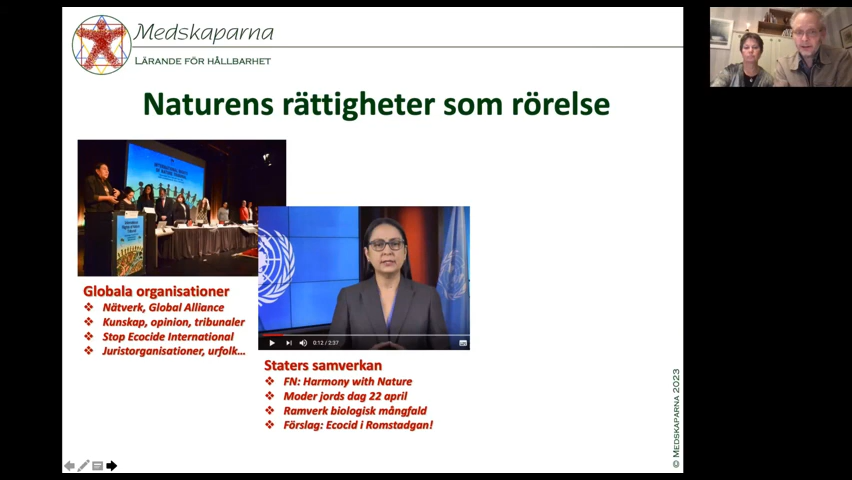 Medskaparna
LÄRANDE FÖR HÅLLBARHET
Naturens rättigheter som rörelse
Globala organisationer
Nätverk, Global Alliance
Kunskap, opinion, tribunaler
Stop Ecocide International
Juristorganisationer, urfolk...
0:12 / 2:37
Staters samverkan
FN: Harmony with Nature
Moder jords dag 22 april
Ramverk biologisk mångfald
Förslag: Ecocid i Romstadgan!
© MEDSKAPARNA 2023